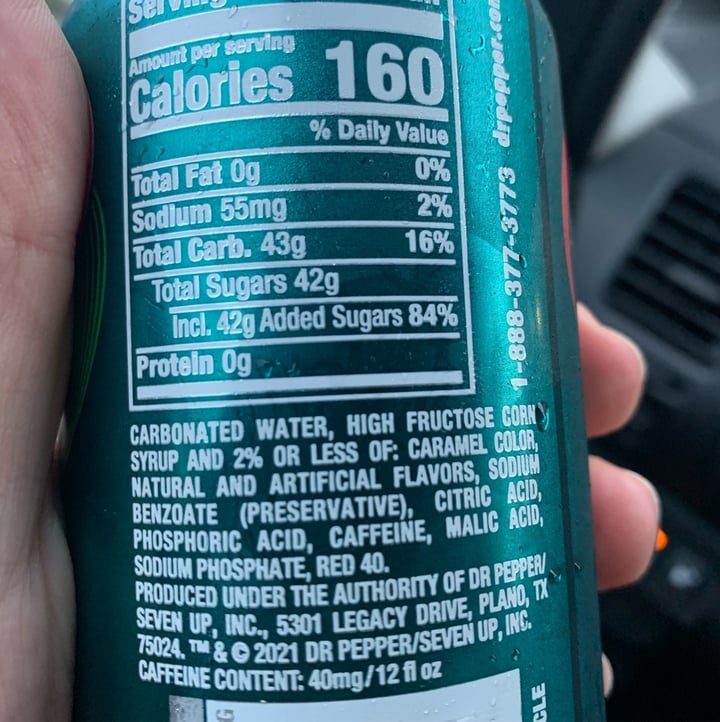 Serving
Amount per serving
Calories 160
% Daily Value
Total Fat 0g 0%
Sodium 55mg 2%
Total Carb. 43g 16%
Total Sugars 42g
Incl. 42g Added Sugars 84%
Protein 0g
CARBONATED WATER, HIGH FRUCTOSE CORN
SYRUP AND 2% OR LESS OF: CARAMEL COLOR,
NATURAL AND ARTIFICIAL FLAVORS, SODIUM
BENZOATE (PRESERVATIVE), CITRIC ACID,
PHOSPHORIC ACID, CAFFEINE, MALIC ACID,
SODIUM PHOSPHATE, RED 40.
PRODUCED UNDER THE AUTHORITY OF DR PEPPER/
SEVEN UP, INC., 5301 LEGACY DRIVE, PLANO, TX
75024. TM & © 2021 DR PEPPER/SEVEN UP, INC.
CAFFEINE CONTENT: 40mg/12 fl oz
1-888-377-3773 drpepper.com